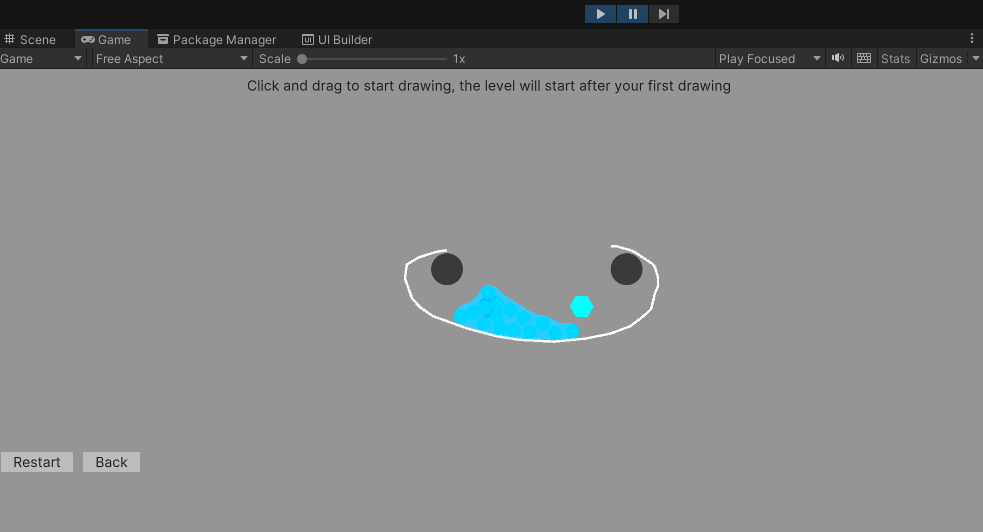 Scene Game Package Manager UI Builder
Game Free Aspect Scale 1x Play Focused Stats Gizmos
Click and drag to start drawing, the level will start after your first drawing
Restart Back